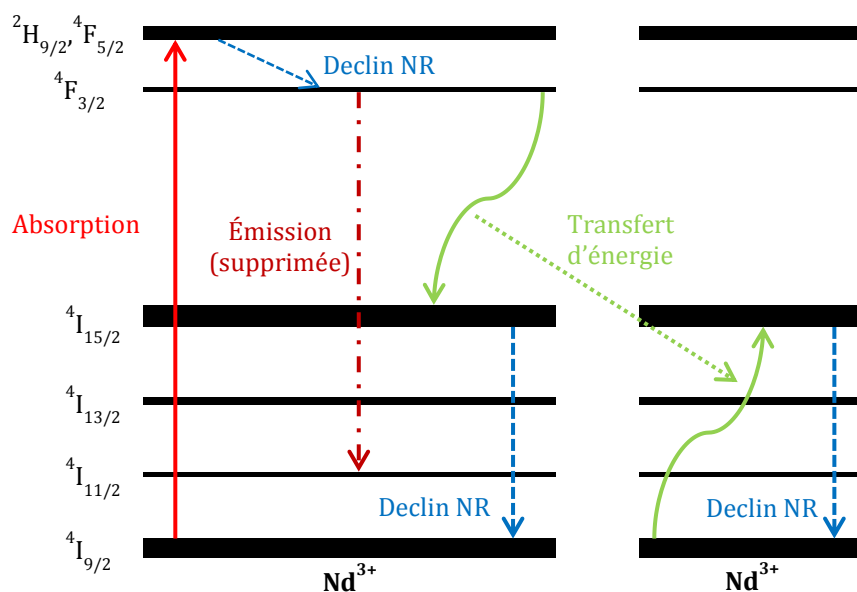 ²H₉/₂,⁴F₅/₂
Declin NR
⁴F₃/₂
Absorption
Émission
(supprimée)
Transfert
d’énergie
⁴I₁₅/₂
⁴I₁₃/₂
⁴I₁₁/₂
Declin NR
Declin NR
⁴I₉/₂
Nd³⁺
Nd³⁺